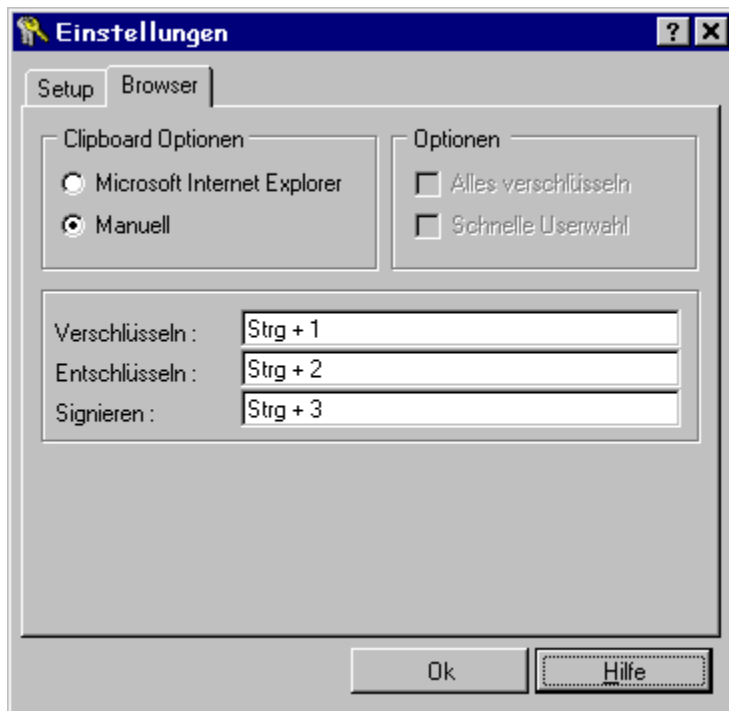 Einstellungen
Setup Browser
Clipboard Optionen
Microsoft Internet Explorer
Manuell
Optionen
Alles verschlüsseln
Schnelle Userwahl
Verschlüsseln : Strg + 1
Entschlüsseln : Strg + 2
Signieren : Strg + 3
Ok Hilfe